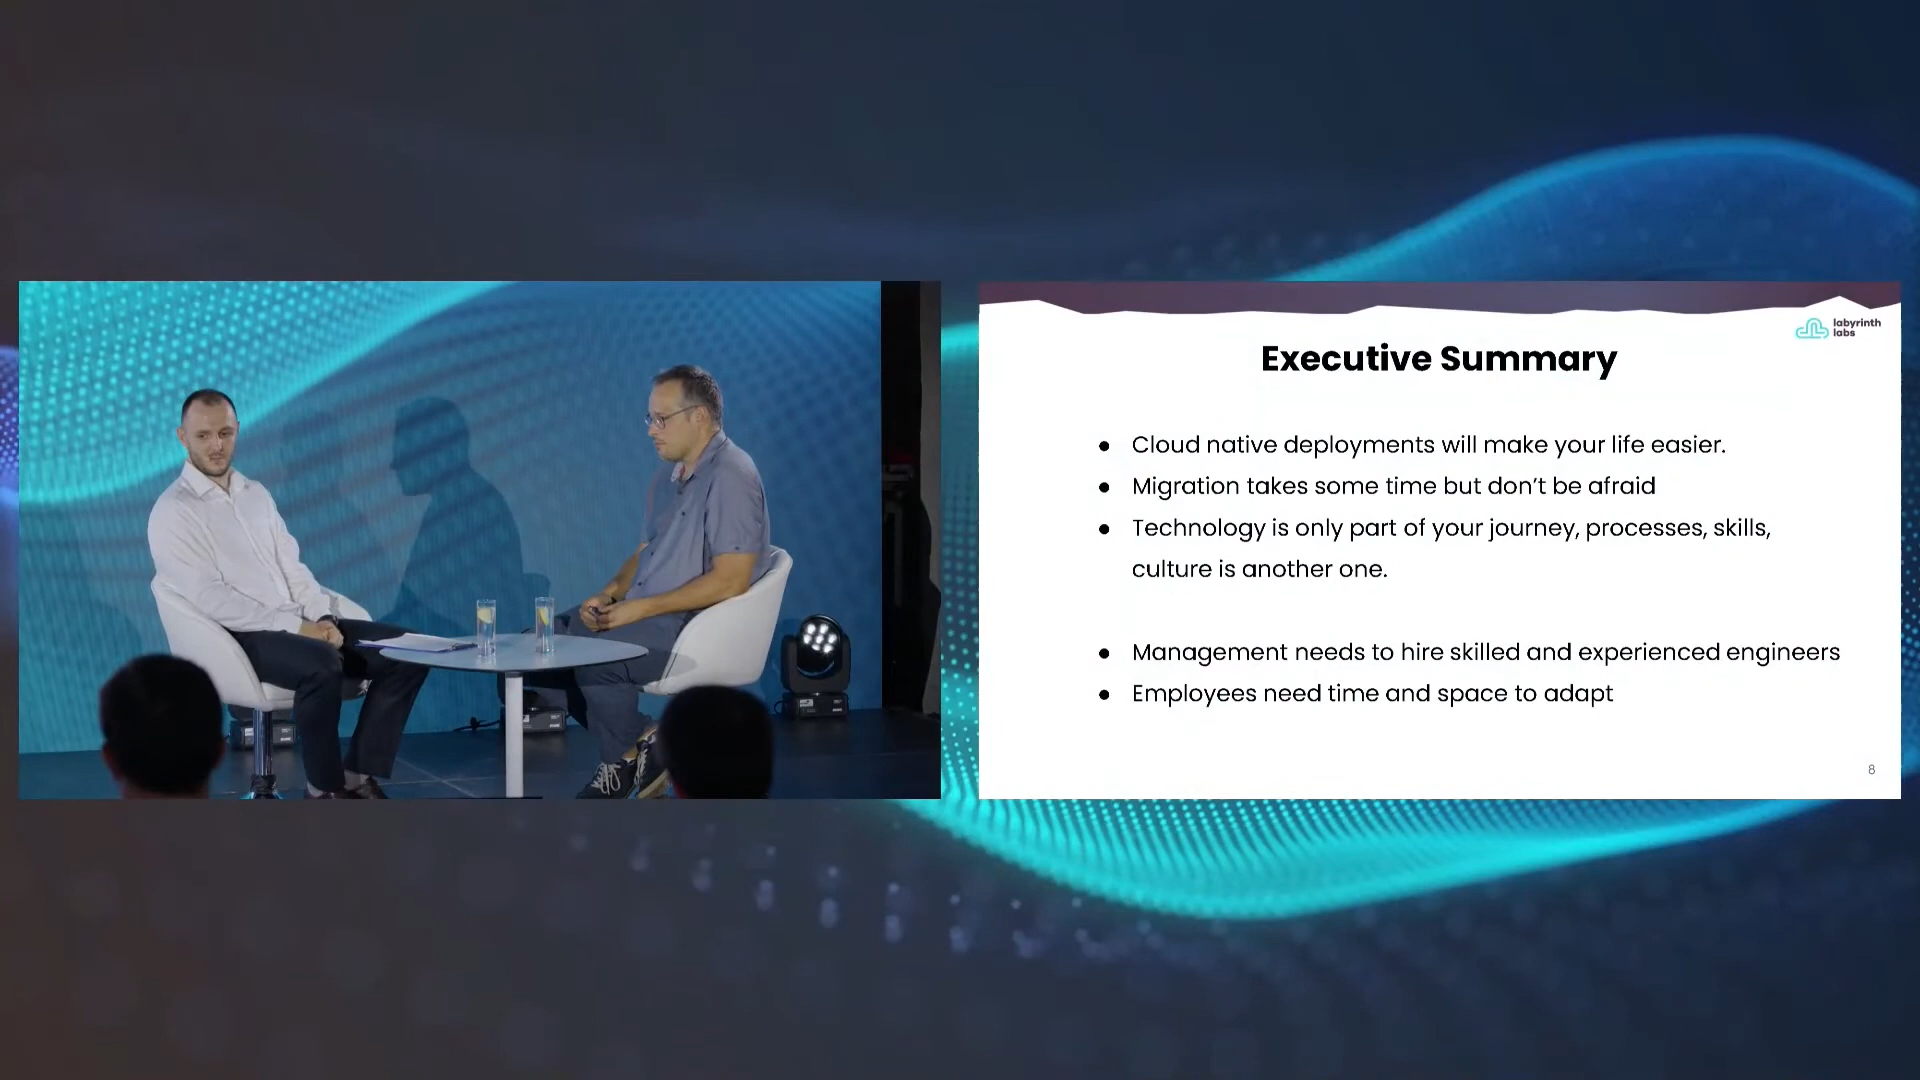 labyrinth
labs
Executive Summary
● Cloud native deployments will make your life easier.
● Migration takes some time but don’t be afraid
● Technology is only part of your journey, processes, skills,
culture is another one.
● Management needs to hire skilled and experienced engineers
● Employees need time and space to adapt
8